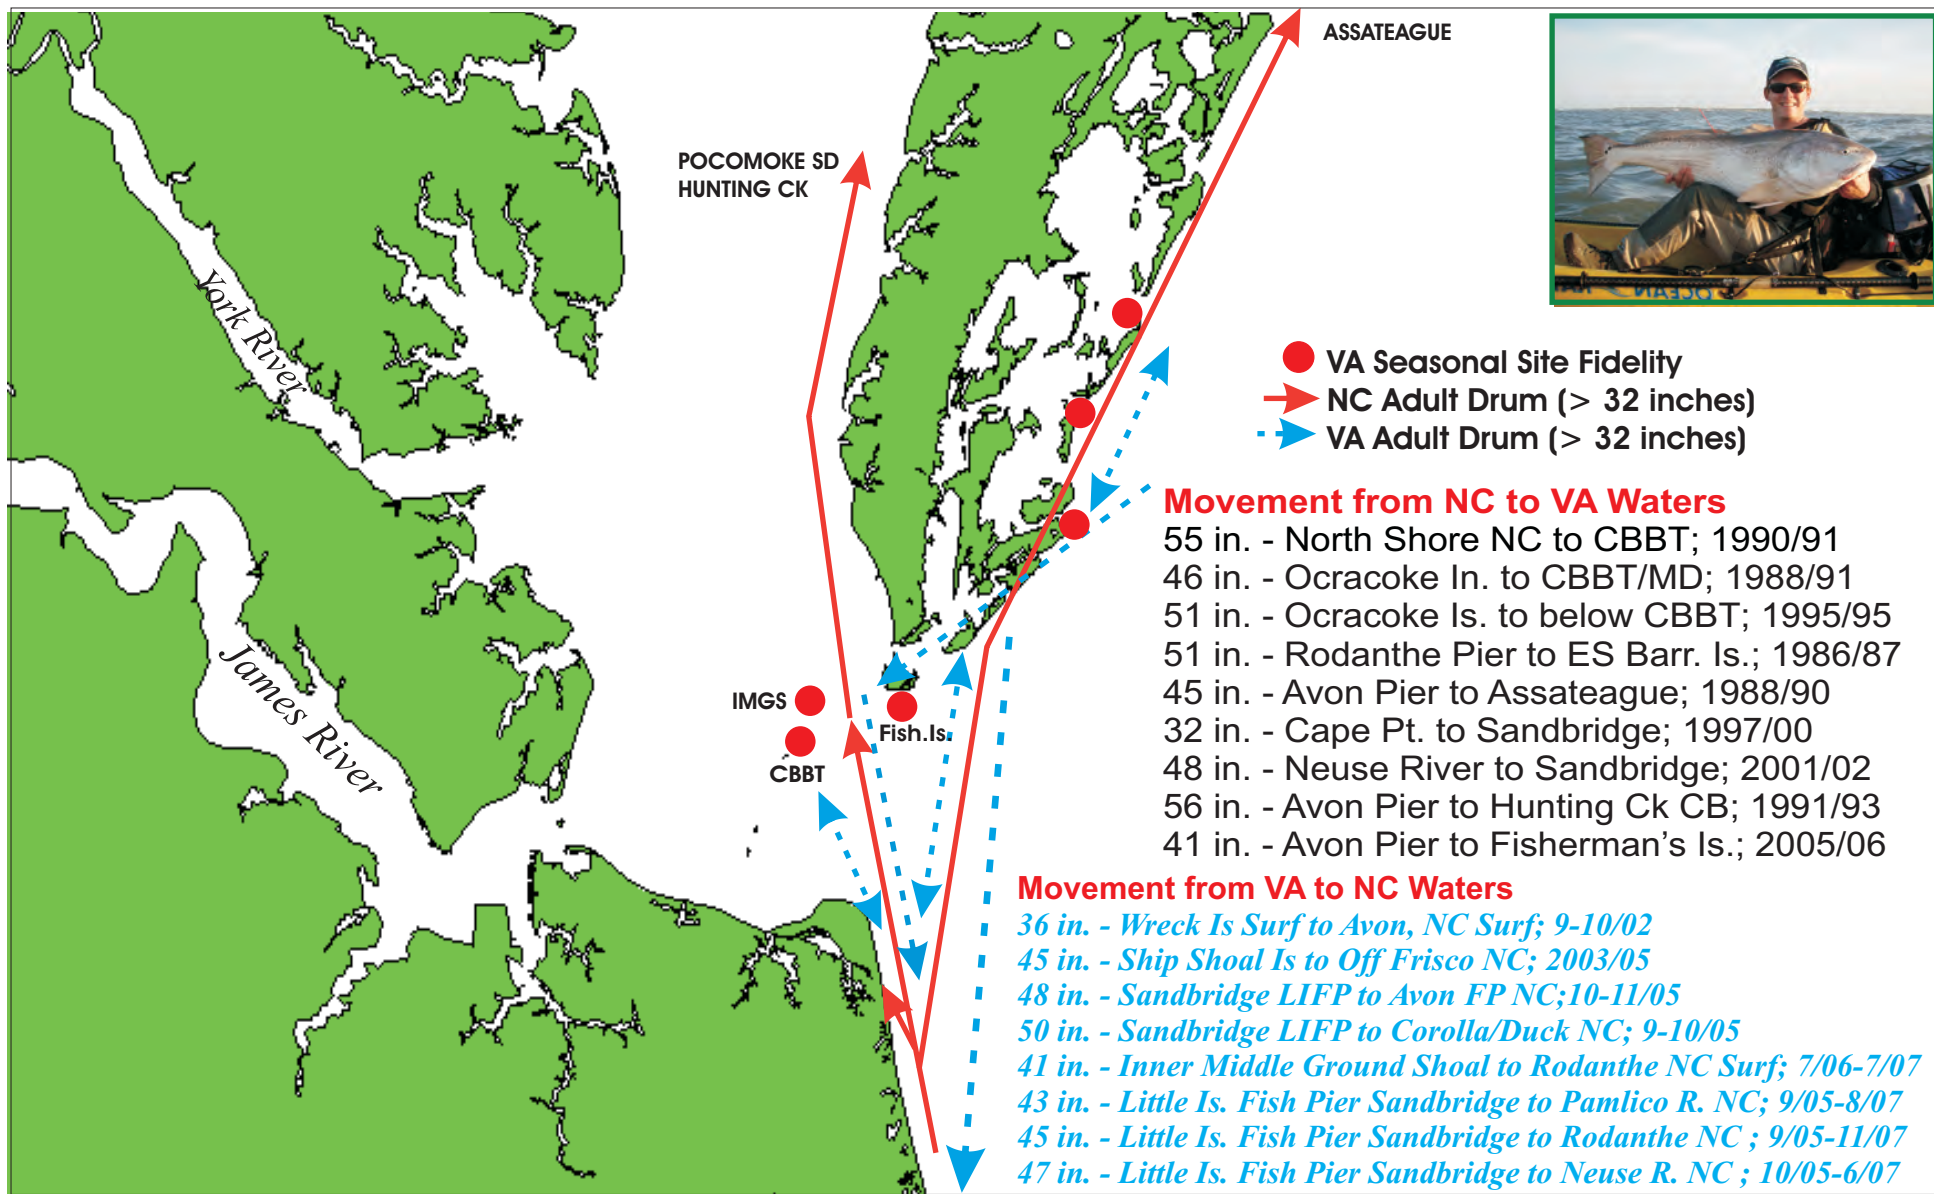 ASSATEAGUE
POCOMOKE SD
HUNTING CK
York River
James River
IMGS
CBBT
Fish.Is.
OCEAN
VA Seasonal Site Fidelity
NC Adult Drum (> 32 inches)
VA Adult Drum (> 32 inches)
Movement from NC to VA Waters
55 in. - North Shore NC to CBBT; 1990/91
46 in. - Ocracoke In. to CBBT/MD; 1988/91
51 in. - Ocracoke Is. to below CBBT; 1995/95
51 in. - Rodanthe Pier to ES Barr. Is.; 1986/87
45 in. - Avon Pier to Assateague; 1988/90
32 in. - Cape Pt. to Sandbridge; 1997/00
48 in. - Neuse River to Sandbridge; 2001/02
56 in. - Avon Pier to Hunting Ck CB; 1991/93
41 in. - Avon Pier to Fisherman's Is.; 2005/06
Movement from VA to NC Waters
36 in. - Wreck Is Surf to Avon, NC Surf; 9-10/02
45 in. - Ship Shoal Is to Off Frisco NC; 2003/05
48 in. - Sandbridge LIFP to Avon FP NC;10-11/05
50 in. - Sandbridge LIFP to Corolla/Duck NC; 9-10/05
41 in. - Inner Middle Ground Shoal to Rodanthe NC Surf; 7/06-7/07
43 in. - Little Is. Fish Pier Sandbridge to Pamlico R. NC; 9/05-8/07
45 in. - Little Is. Fish Pier Sandbridge to Rodanthe NC ; 9/05-11/07
47 in. - Little Is. Fish Pier Sandbridge to Neuse R. NC ; 10/05-6/07